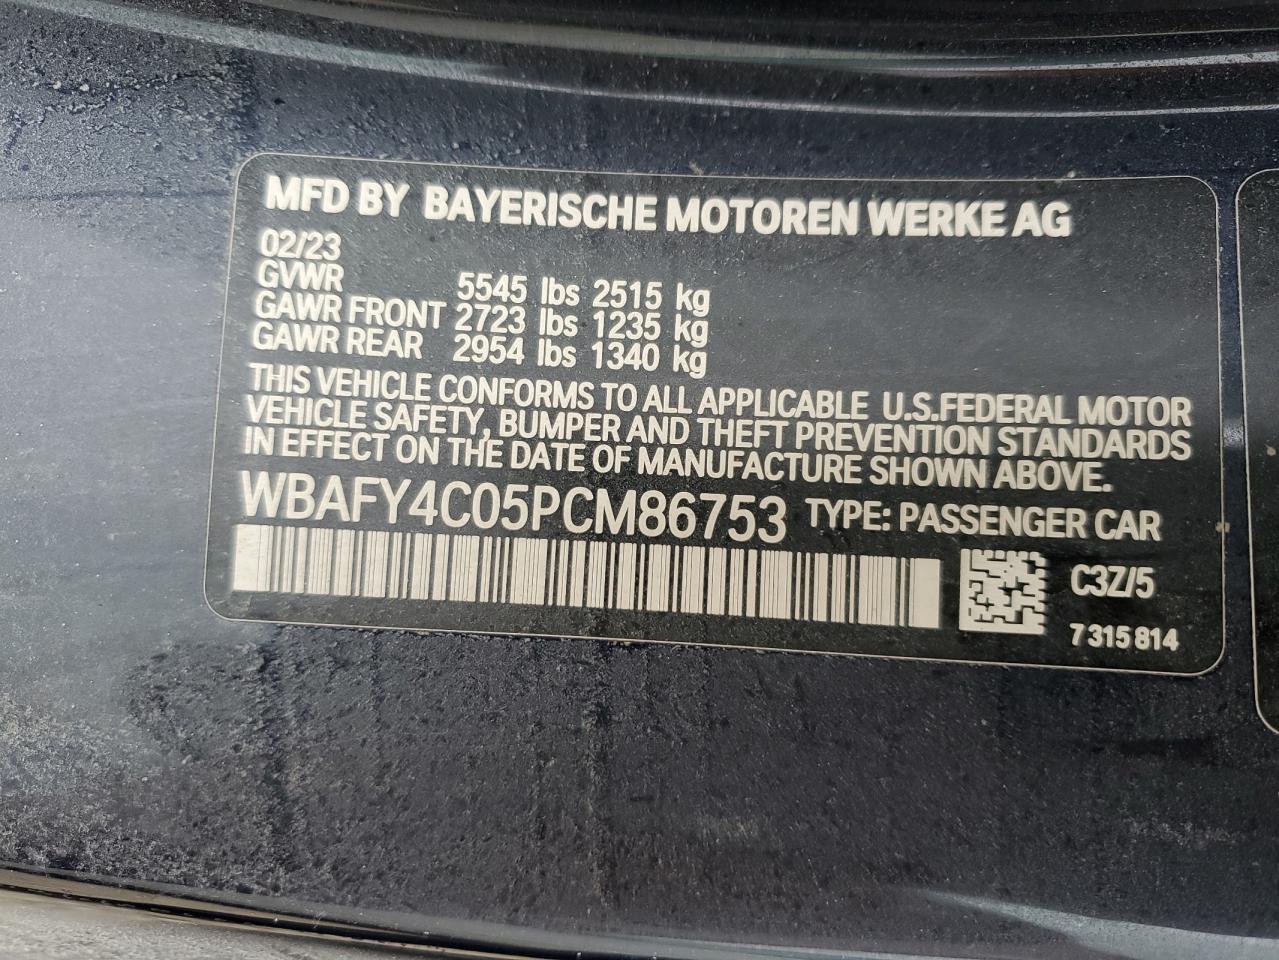 MFD BY BAYERISCHE MOTOREN WERKE AG
02/23
GVWR 5545 lbs 2515 kg
GAWR FRONT 2723 lbs 1235 kg
GAWR REAR 2954 lbs 1340 kg
THIS VEHICLE CONFORMS TO ALL APPLICABLE U.S.FEDERAL MOTOR
VEHICLE SAFETY, BUMPER AND THEFT PREVENTION STANDARDS
IN EFFECT ON THE DATE OF MANUFACTURE SHOWN ABOVE.
WBAFY4C05PCM86753 TYPE: PASSENGER CAR
C3Z/5
7 315 814